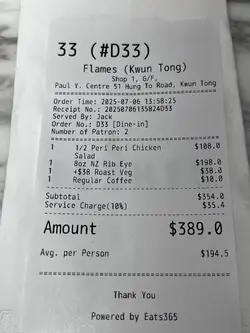 33 (#D33)
Flames (Kwun Tong)
Shop 1, G/F,
Paul Y. Centre 51 Hung To Road, Kwun Tong
Order Time: 2025-07-06 13:58:25
Receipt No.: 20250706135824D33
Served By: Jack
Order No.: D33 [Dine-in]
Number of Patron: 2
1 1/2 Peri Peri Chicken $108.0
Salad
1 8oz NZ Rib Eye $198.0
1 +$38 Roast Veg $38.0
1 Regular Coffee $10.0
Subtotal $354.0
Service Charge(10%) $35.4
Amount $389.0
Avg. per Person $194.5
Thank You
Powered by Eats365